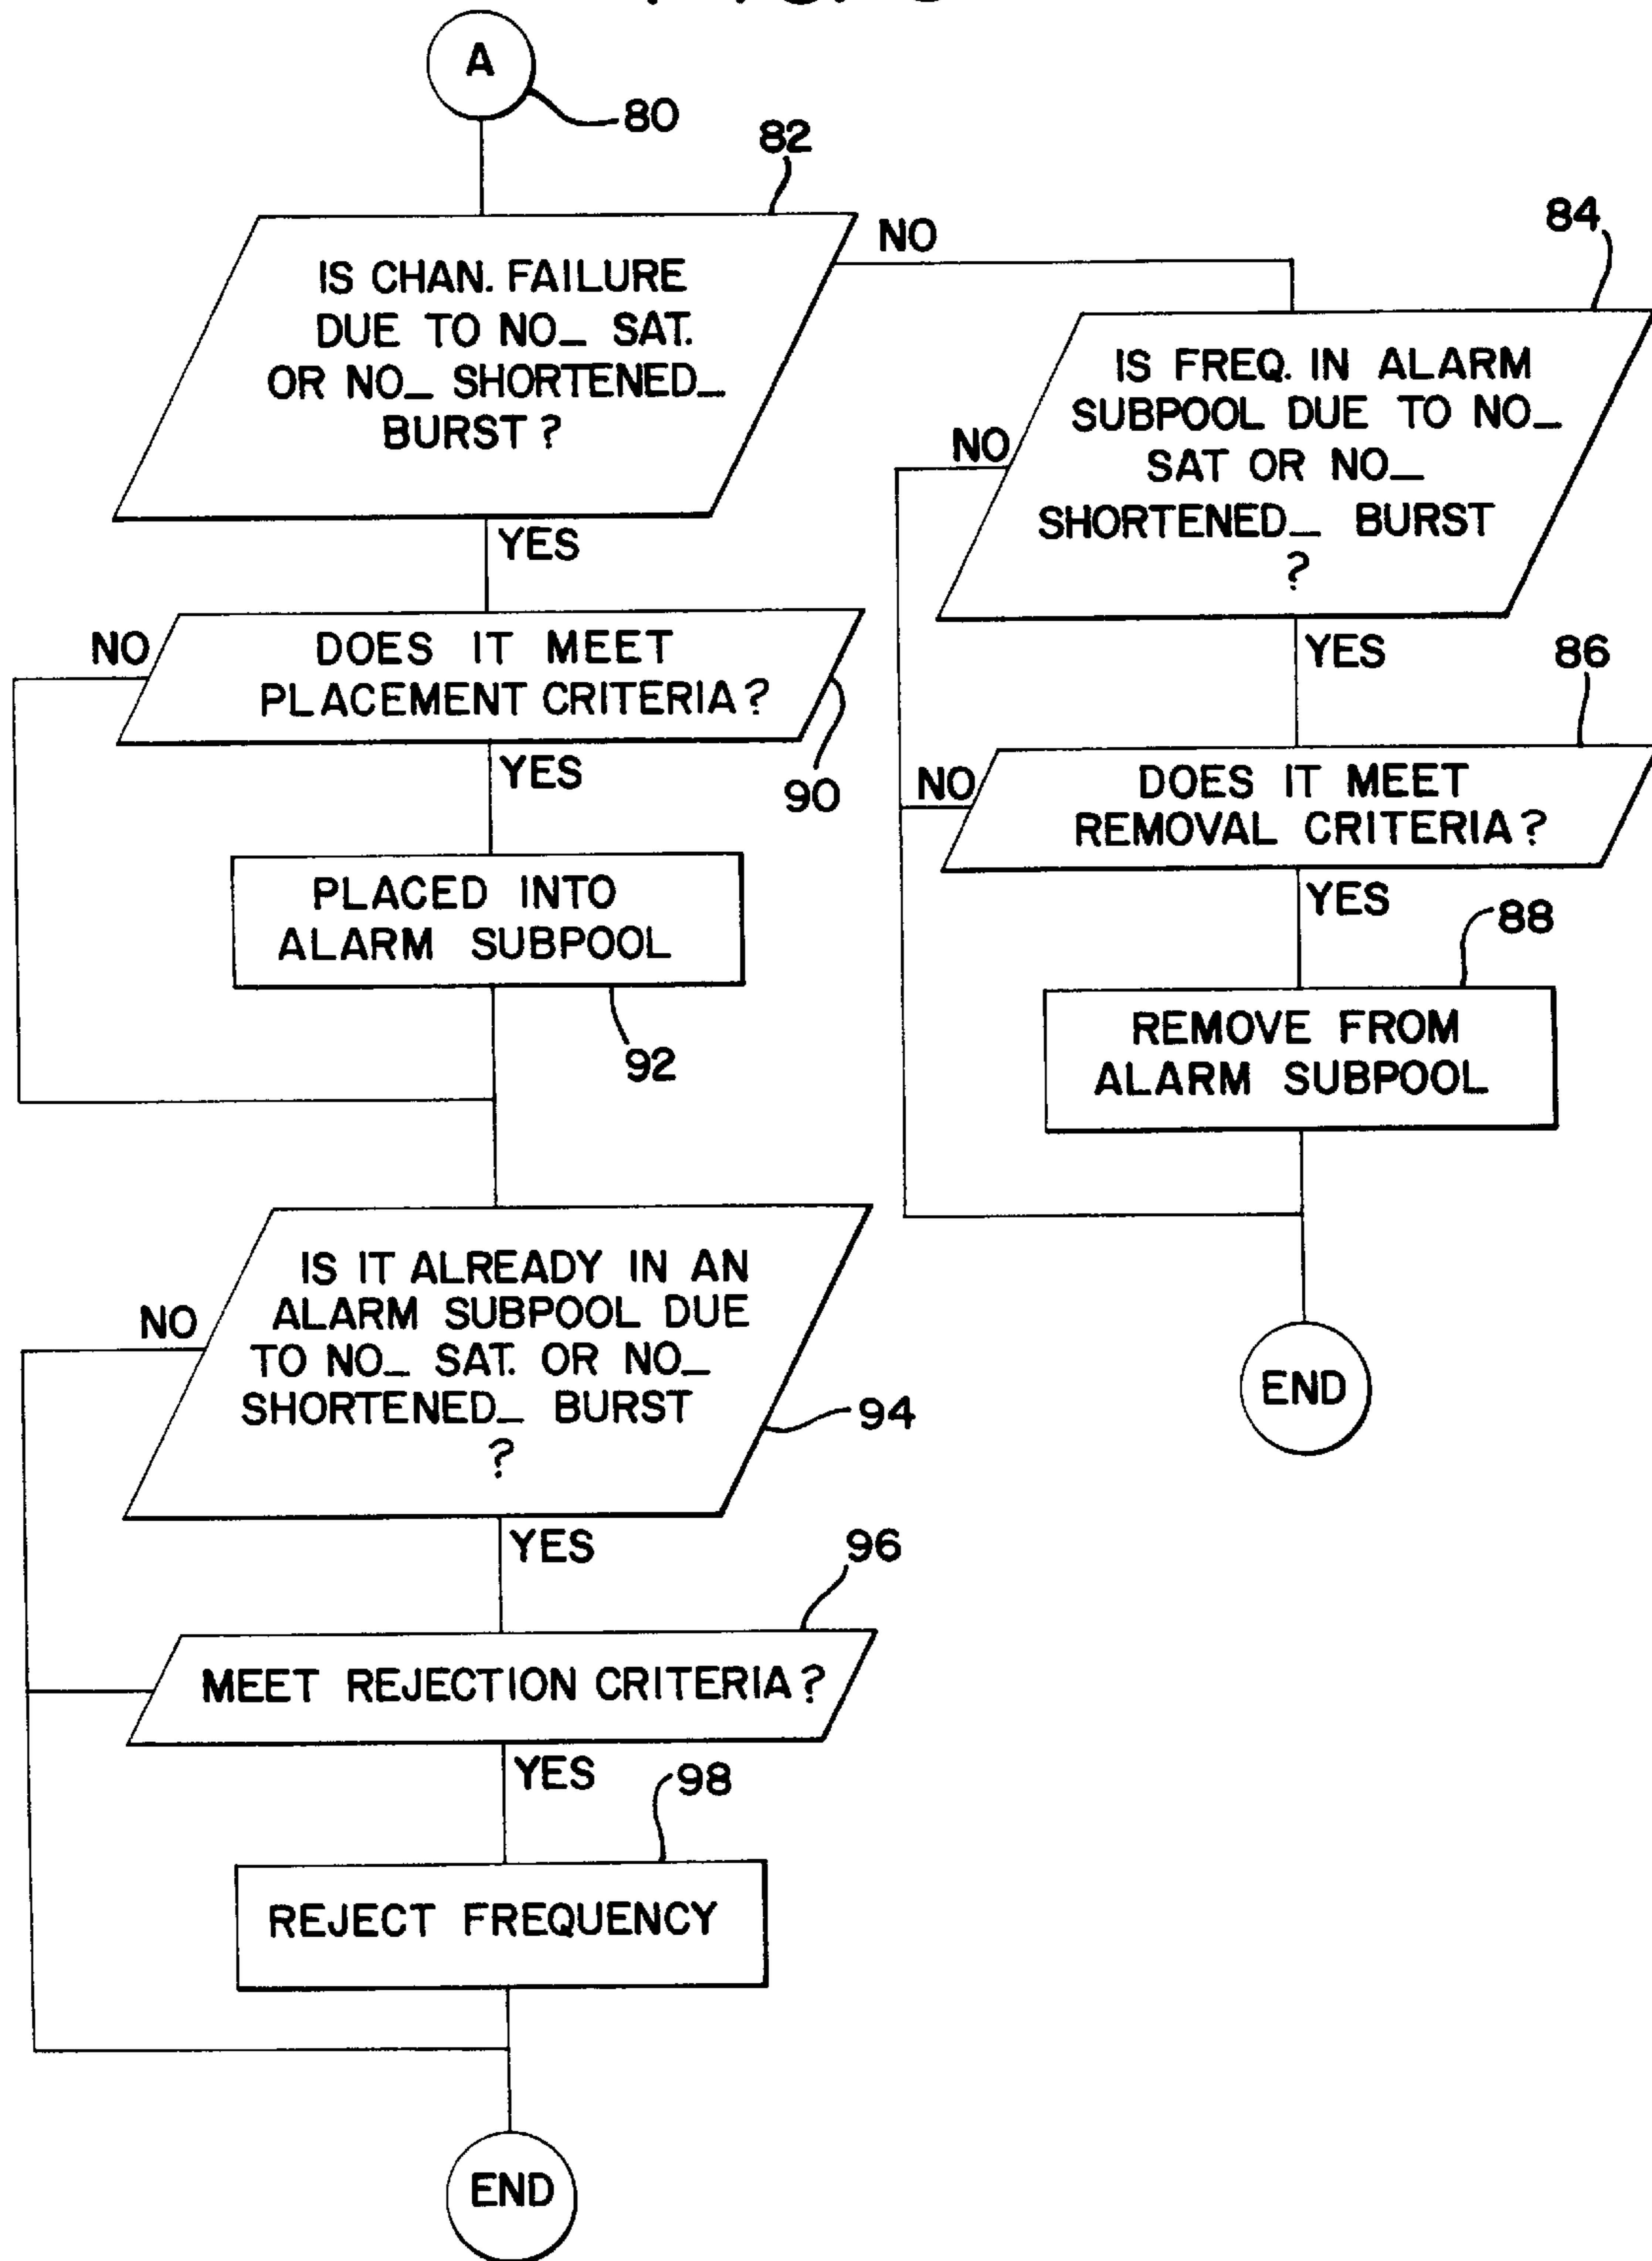 A
80
82
IS CHAN. FAILURE
DUE TO NO_ SAT.
OR NO_ SHORTENED_
BURST ?
NO
84
IS FREQ. IN ALARM
SUBPOOL DUE TO NO_
SAT OR NO_
SHORTENED_ BURST
?
NO
YES
YES
86
DOES IT MEET
PLACEMENT CRITERIA ?
NO
90
YES
DOES IT MEET
REMOVAL CRITERIA ?
NO
YES
88
PLACED INTO
ALARM SUBPOOL
92
REMOVE FROM
ALARM SUBPOOL
END
IS IT ALREADY IN AN
ALARM SUBPOOL DUE
TO NO_ SAT. OR NO_
SHORTENED_ BURST
?
NO
94
YES
96
MEET REJECTION CRITERIA ?
YES
98
REJECT FREQUENCY
END